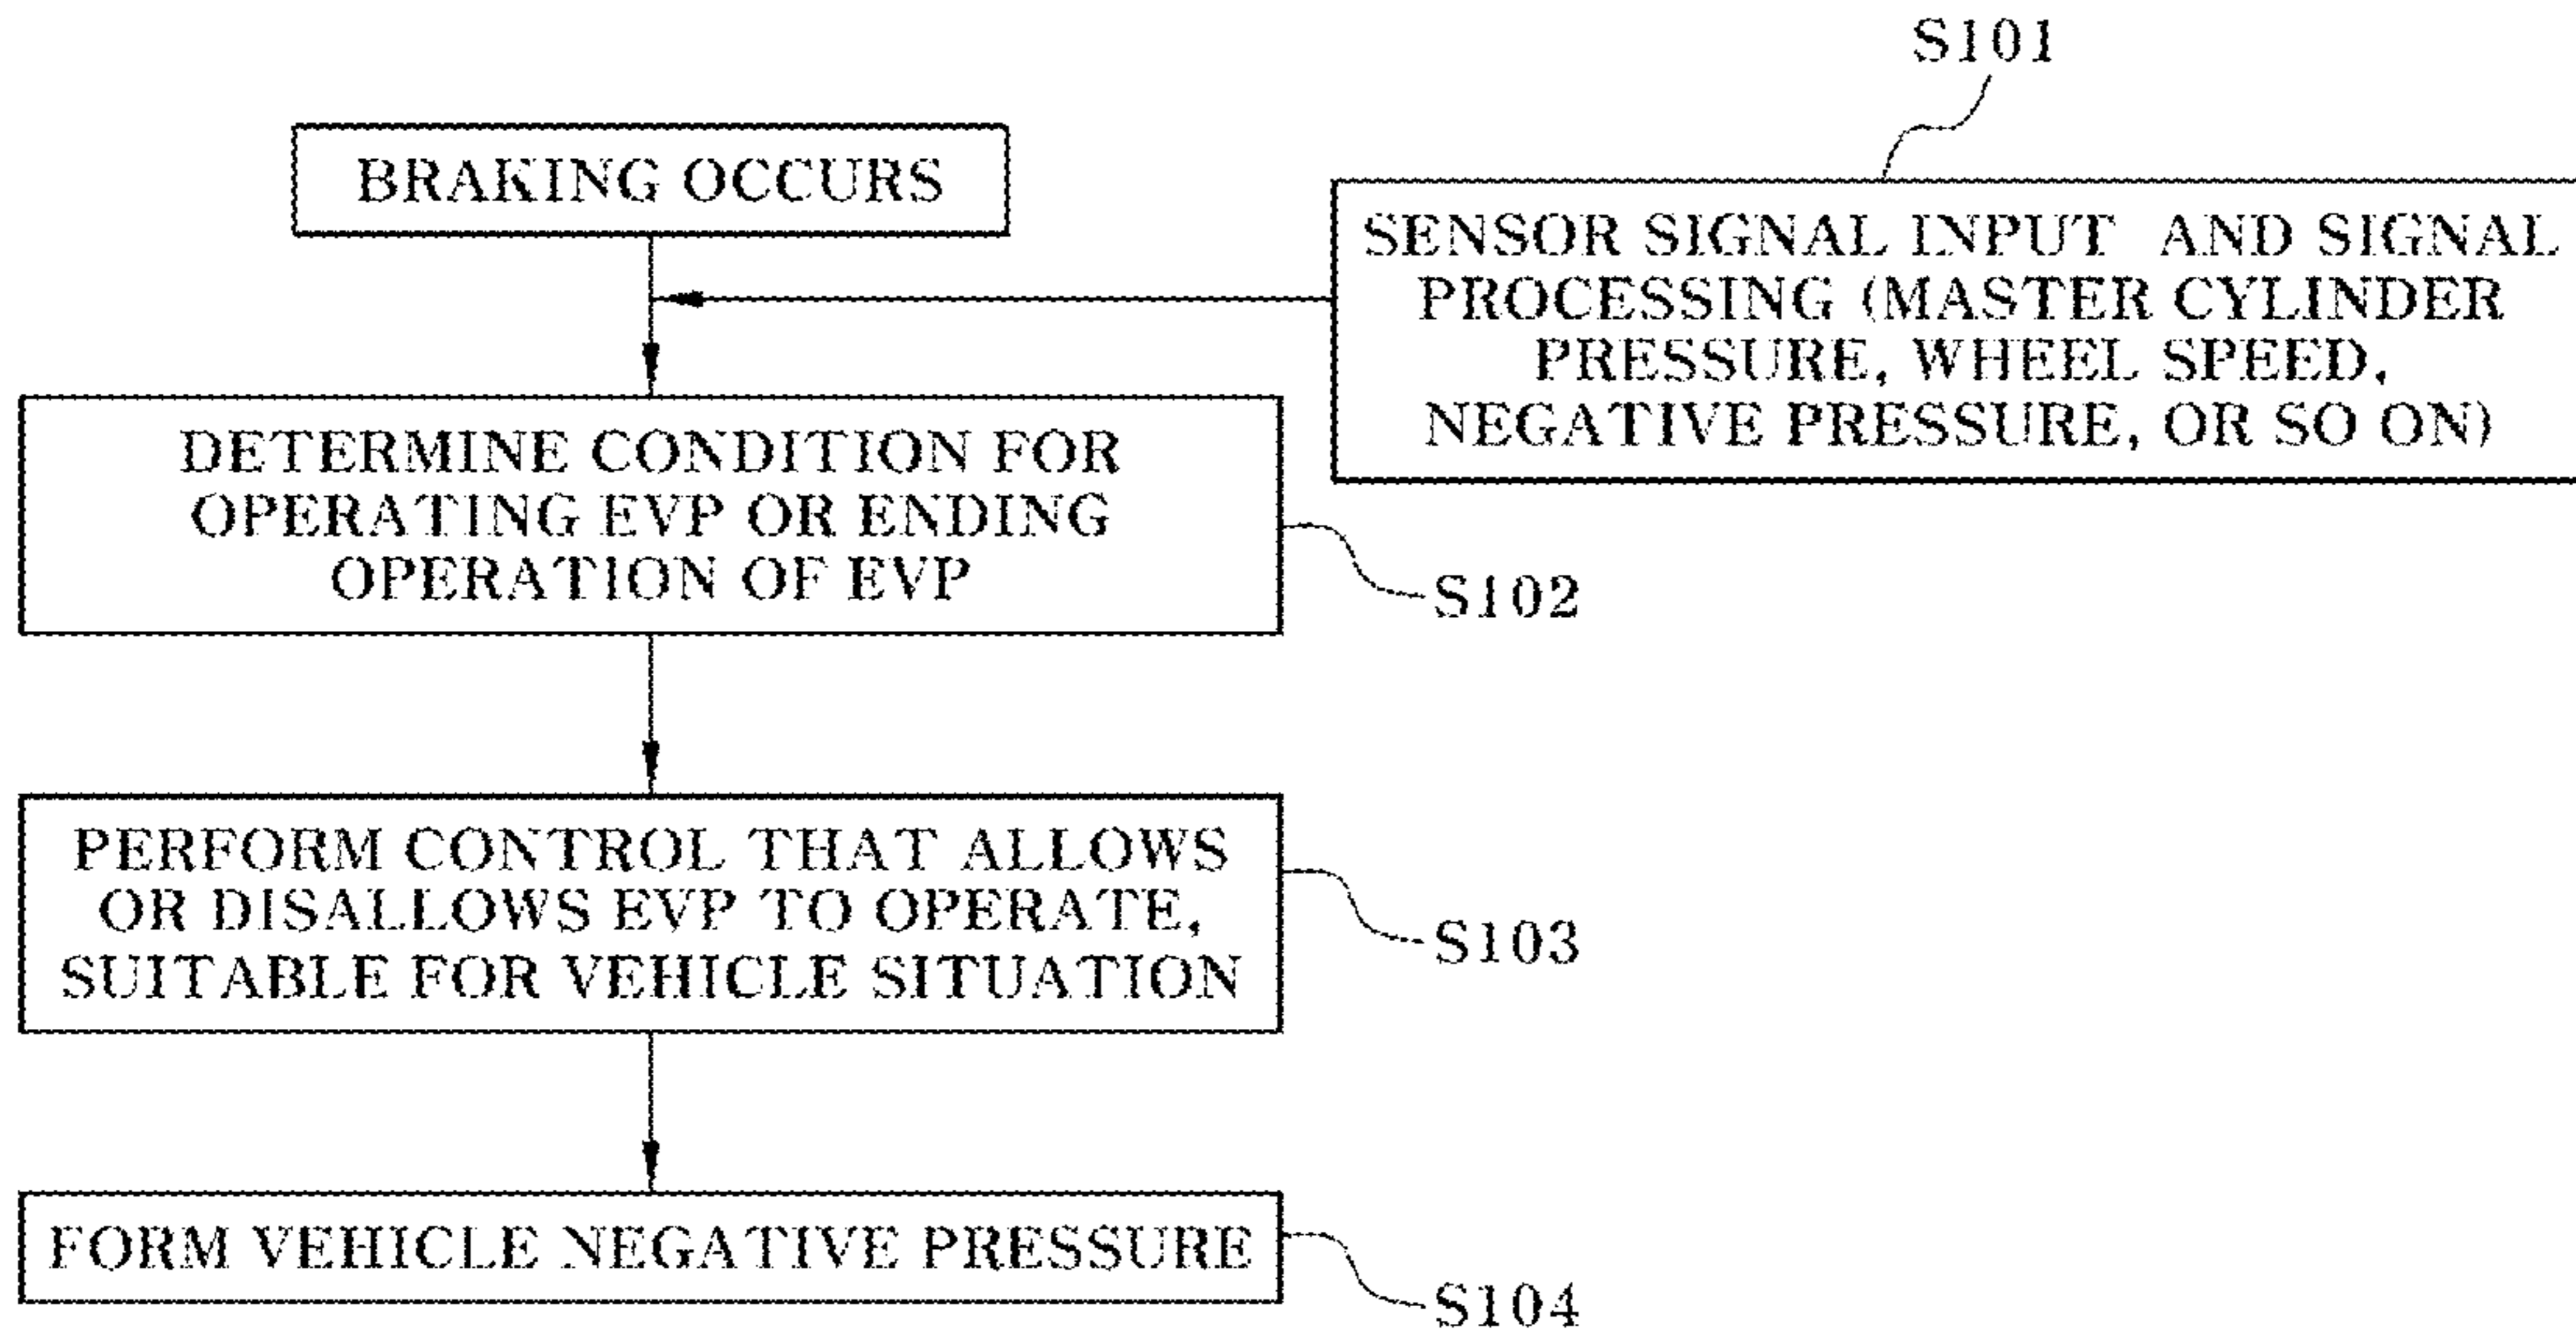 S101
BRAKING OCCURS
SENSOR SIGNAL INPUT AND SIGNAL
PROCESSING (MASTER CYLINDER
PRESSURE, WHEEL SPEED,
NEGATIVE PRESSURE, OR SO ON)
DETERMINE CONDITION FOR
OPERATING EVP OR ENDING
OPERATION OF EVP
S102
PERFORM CONTROL THAT ALLOWS
OR DISALLOWS EVP TO OPERATE,
SUITABLE FOR VEHICLE SITUATION
S103
FORM VEHICLE NEGATIVE PRESSURE
S104